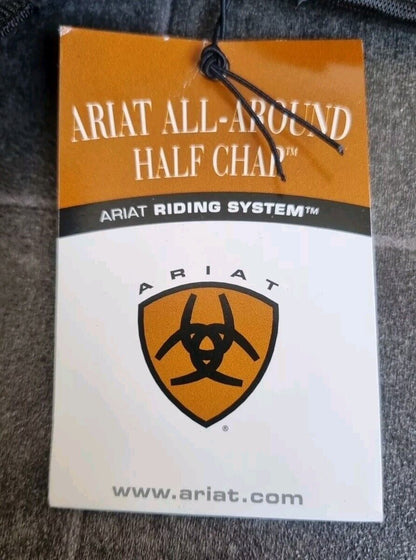 ARIAT ALL-AROUND
HALF CHAP™
ARIAT RIDING SYSTEM™
ARIAT
®
www.ariat.com